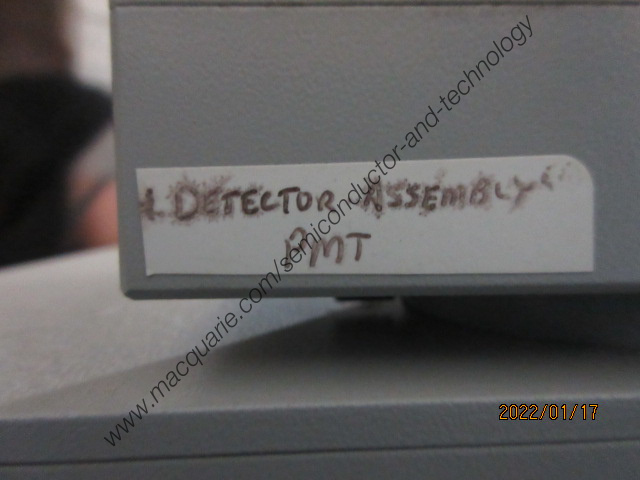 www.macquarie.com/semiconductor-and-technology
DETECTOR ASSEMBLY
PMT
2022/01/17